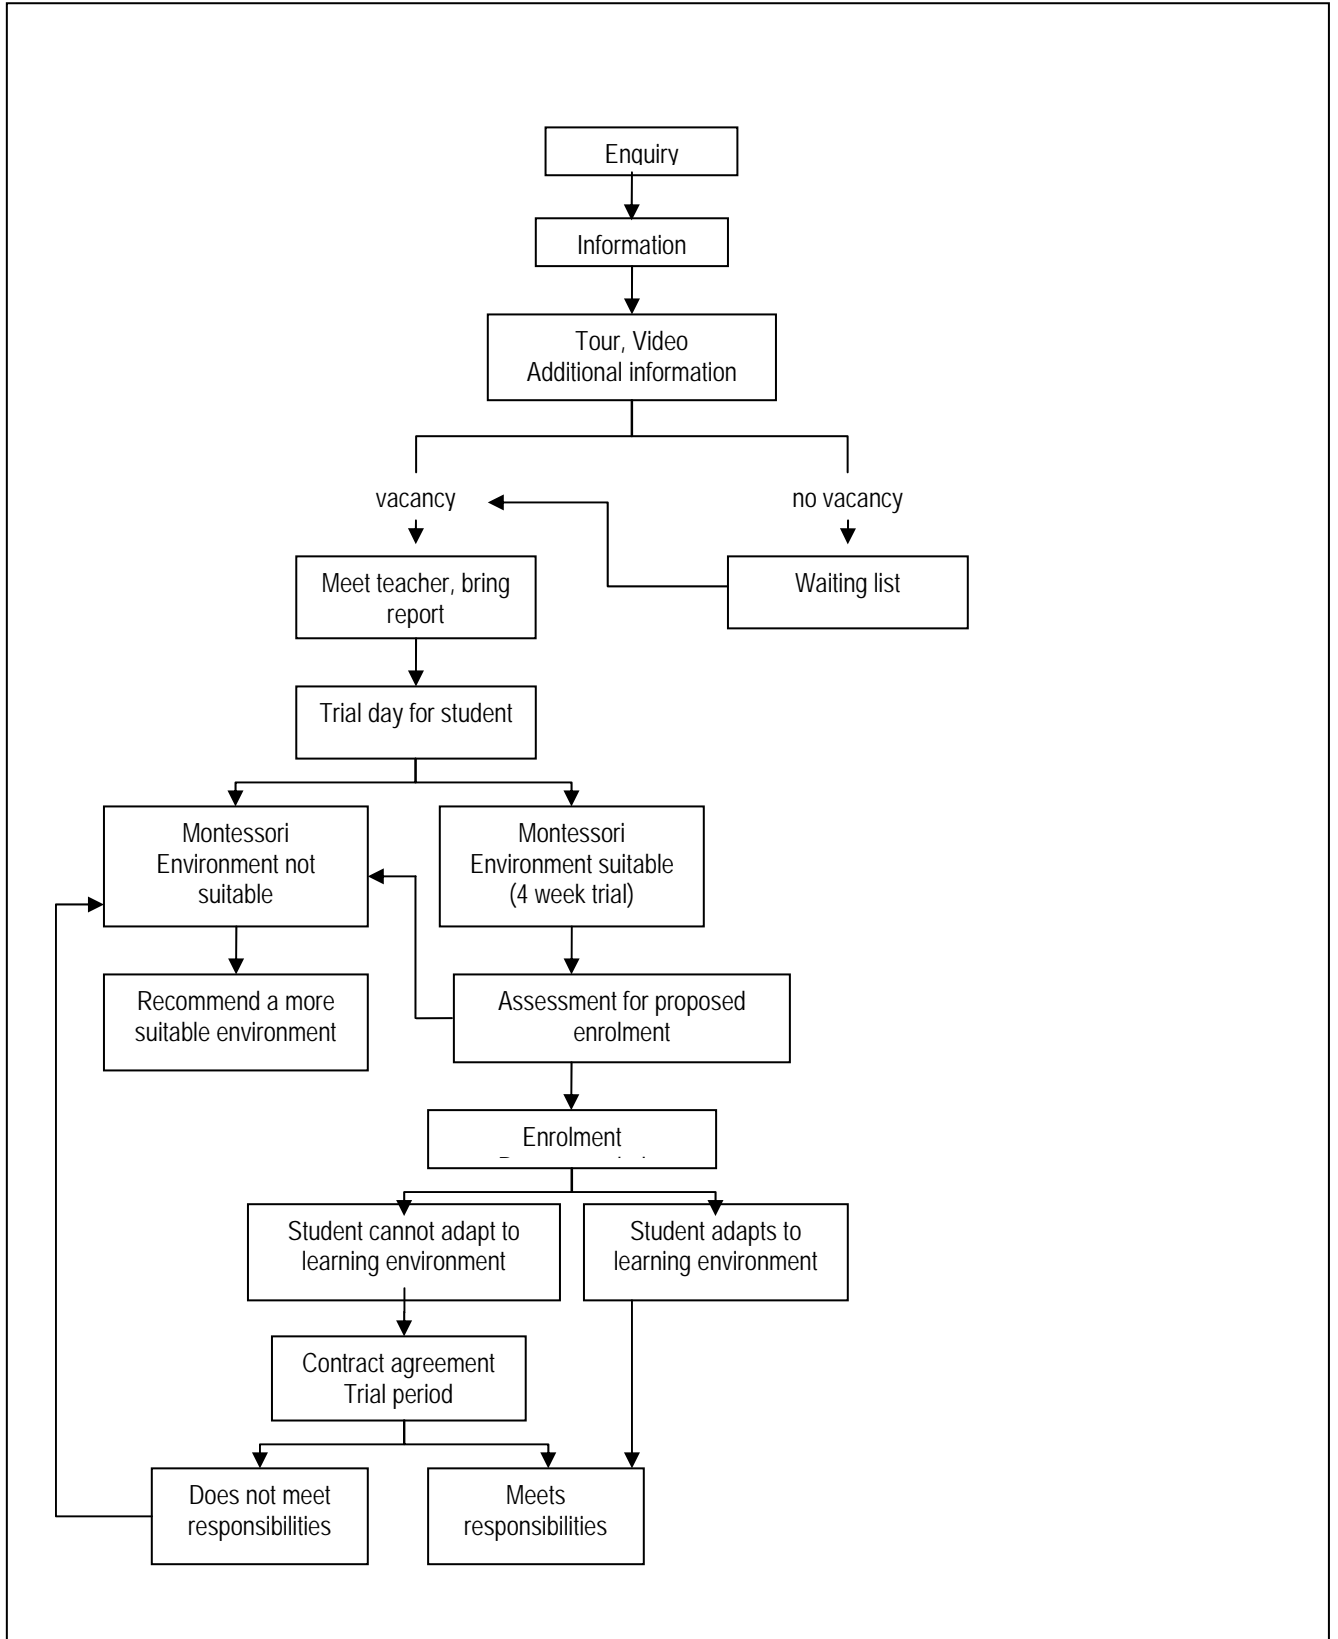 Enquiry
Information
Tour, Video
Additional information
vacancy
no vacancy
Meet teacher, bring
report
Waiting list
Trial day for student
Montessori
Environment not
suitable
Montessori
Environment suitable
(4 week trial)
Recommend a more
suitable environment
Assessment for proposed
enrolment
Enrolment
Student cannot adapt to
learning environment
Student adapts to
learning environment
Contract agreement
Trial period
Does not meet
responsibilities
Meets
responsibilities